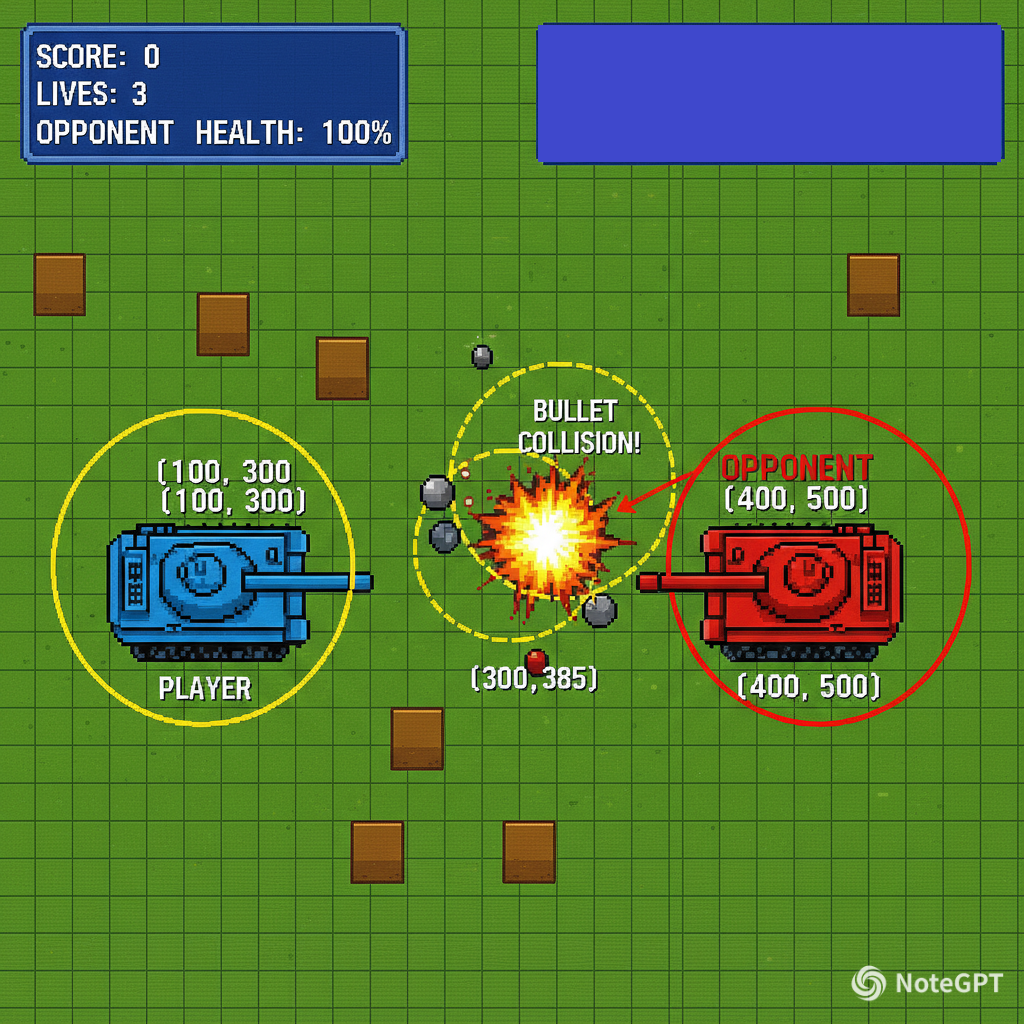 SCORE: 0
LIVES: 3
OPPONENT HEALTH: 100%
BULLET
COLLISION!
(100, 300
(100, 300)
OPPONENT
(400, 500)
PLAYER
(300,385)
(400, 500)
NoteGPT